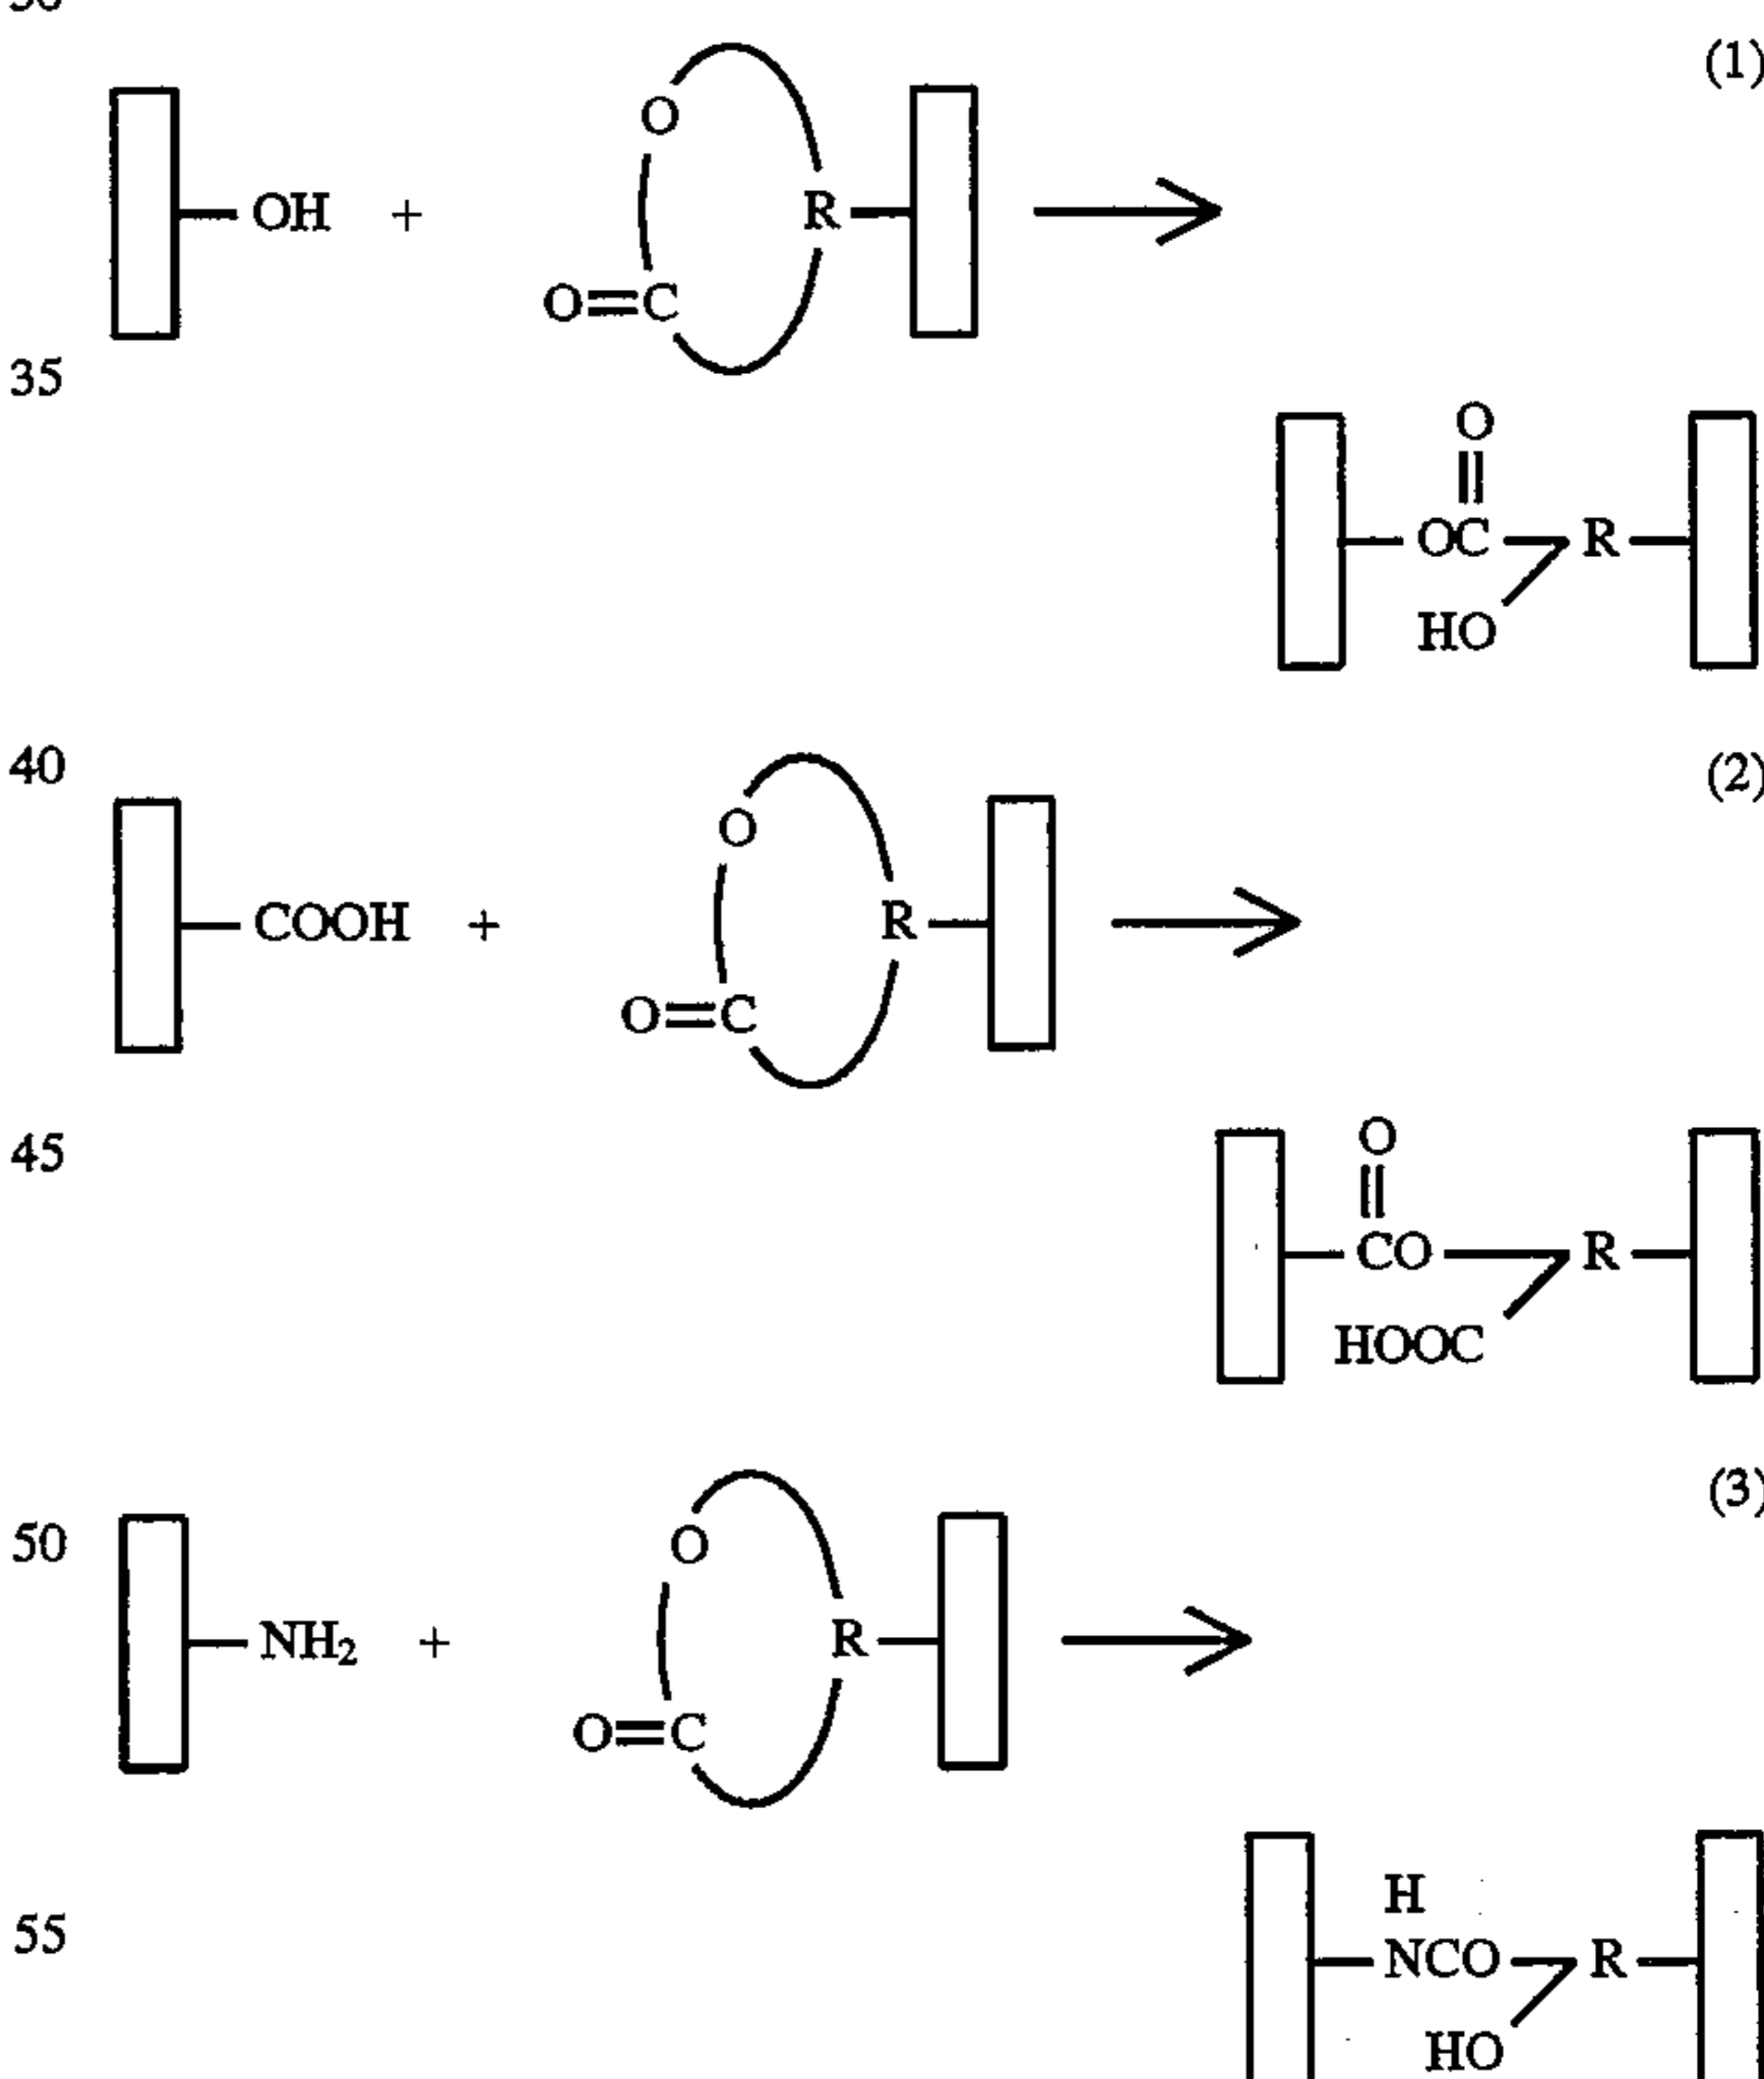 (1)
O
OH + R
O=C
35
O
OC R
HO
40
(2)
O
COOH + R
O=C
45
O
CO R
HOOC
(3)
50
O
NH₂ + R
O=C
55
H
NCO R
HO